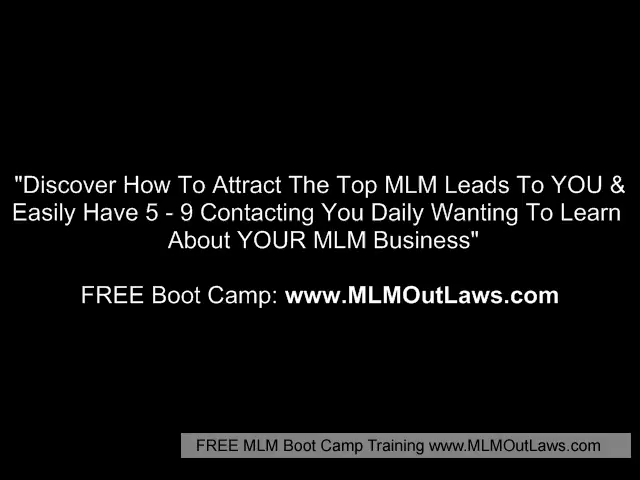 "Discover How To Attract The Top MLM Leads To YOU &
Easily Have 5 - 9 Contacting You Daily Wanting To Learn
About YOUR MLM Business"
FREE Boot Camp: www.MLMOutLaws.com
FREE MLM Boot Camp Training www.MLMOutLaws.com